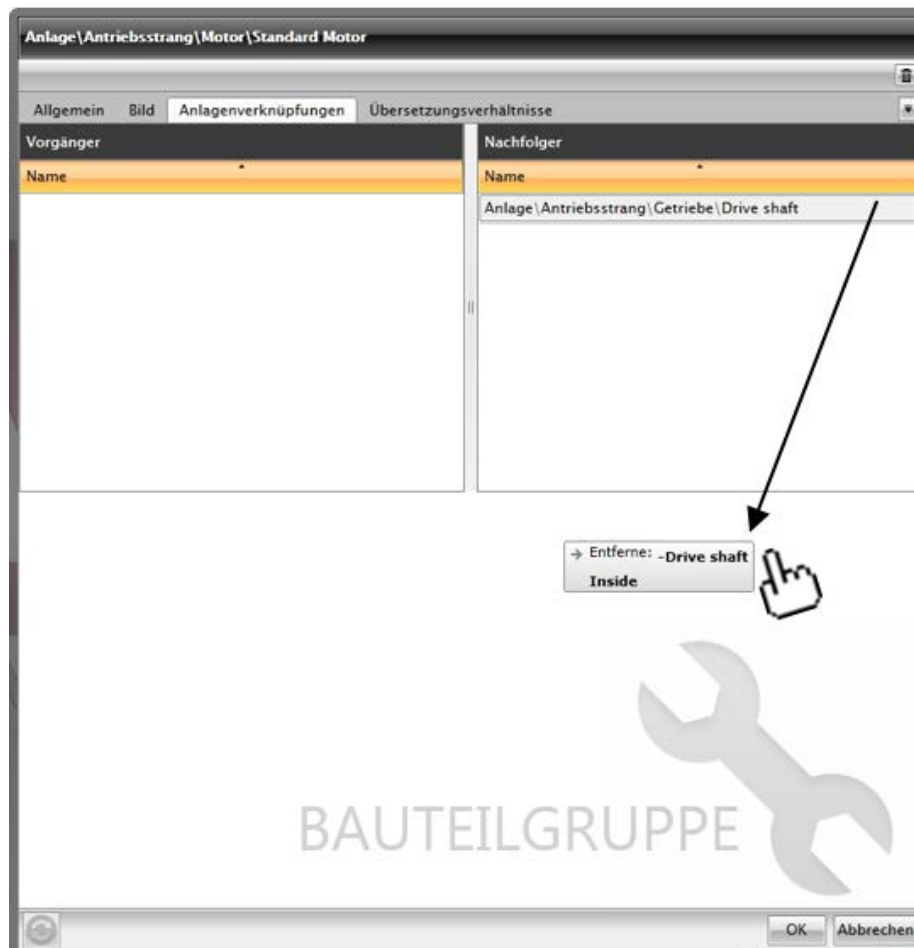 Anlage\Antriebsstrang\Motor\Standard Motor
Allgemein Bild Anlagenverknüpfungen Übersetzungsverhältnisse
Vorgänger
Name
Nachfolger
Name
Anlage\Antriebsstrang\Getriebe\Drive shaft
Entferne: -Drive shaft
Inside
BAUTEILGRUPPE
OK Abbrechen